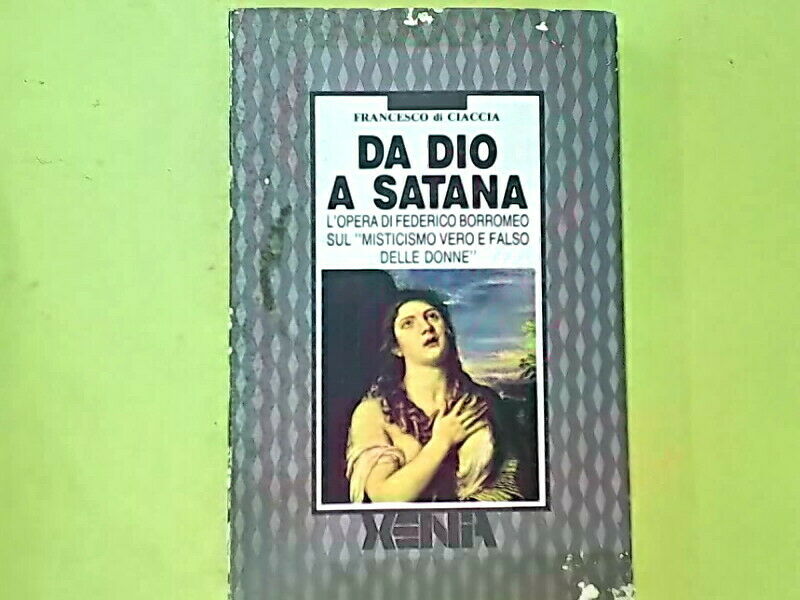 FRANCESCO di CIACCIA
DA DIO
A SATANA
L'OPERA DI FEDERICO BORROMEO
SUL "MISTICISMO VERO E FALSO
DELLE DONNE"
XENIA